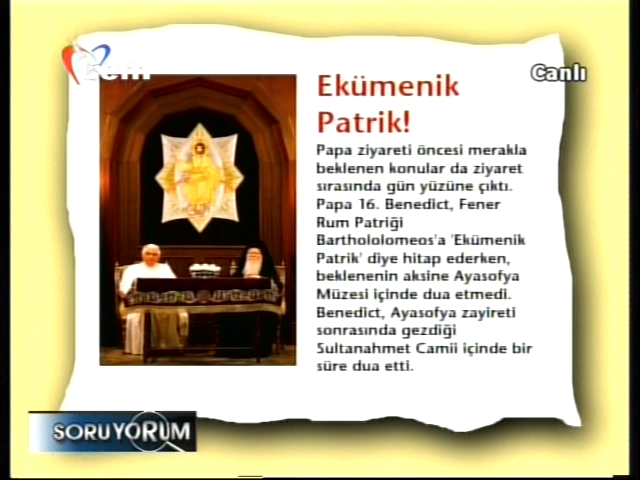 Cem
Canlı
Ekümenik
Patrik!
Papa ziyareti öncesi merakla
beklenen konular da ziyaret
sırasında gün yüzüne çıktı.
Papa 16. Benedict, Fener
Rum Patriği
Barthololomeos'a 'Ekümenik
Patrik' diye hitap ederken,
beklenenin aksine Ayasofya
Müzesi içinde dua etmedi.
Benedict, Ayasofya zayireti
sonrasında gezdiği
Sultanahmet Camii içinde bir
süre dua etti.
SORUYORUM